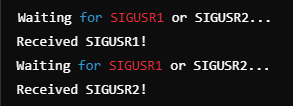 Waiting for SIGUSR1 or SIGUSR2...
Received SIGUSR1!
Waiting for SIGUSR1 or SIGUSR2...
Received SIGUSR2!